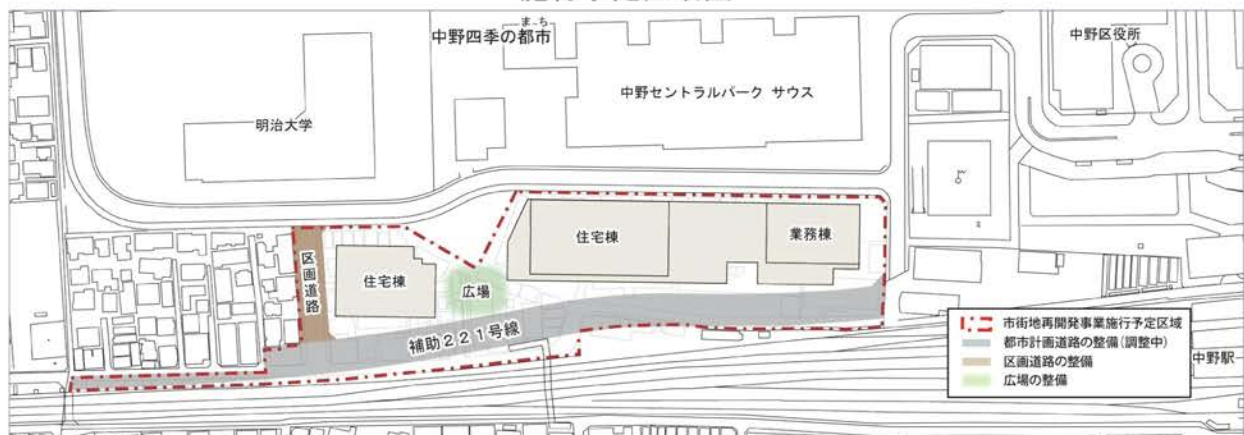 まち
中野四季の都市
中野区役所
中野セントラルパーク サウス
明治大学
住宅棟
業務棟
区画道路
住宅棟
広場
補助221号線
市街地再開発事業施行予定区域
都市計画道路の整備(調整中)
区画道路の整備
広場の整備
中野駅